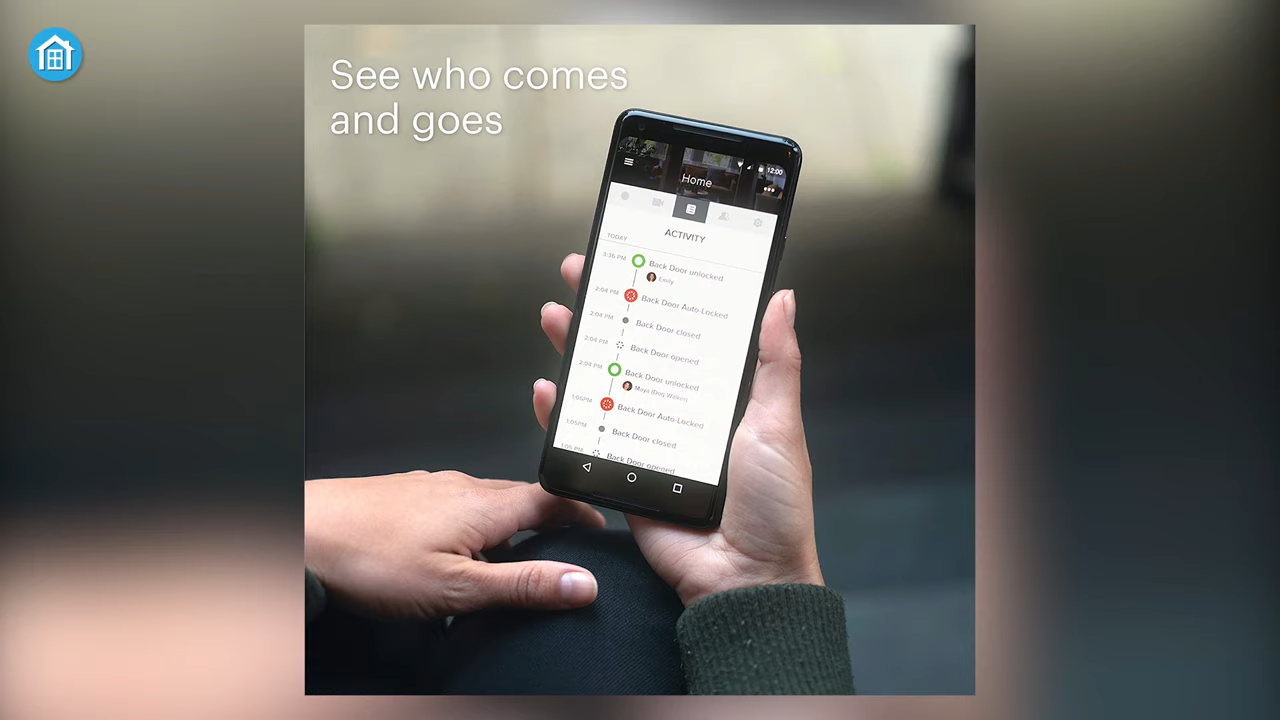 See who comes
and goes
12:00
Home
ACTIVITY
TODAY
3:36 PM Back Door unlocked
Emily
2:04 PM Back Door Auto-Locked
2:04 PM Back Door closed
2:04 PM Back Door opened
2:04 PM Back Door unlocked
Maya (Dog Walker)
1:06PM Back Door Auto-Locked
1:05PM Back Door closed
1:05 PM Back Door opened